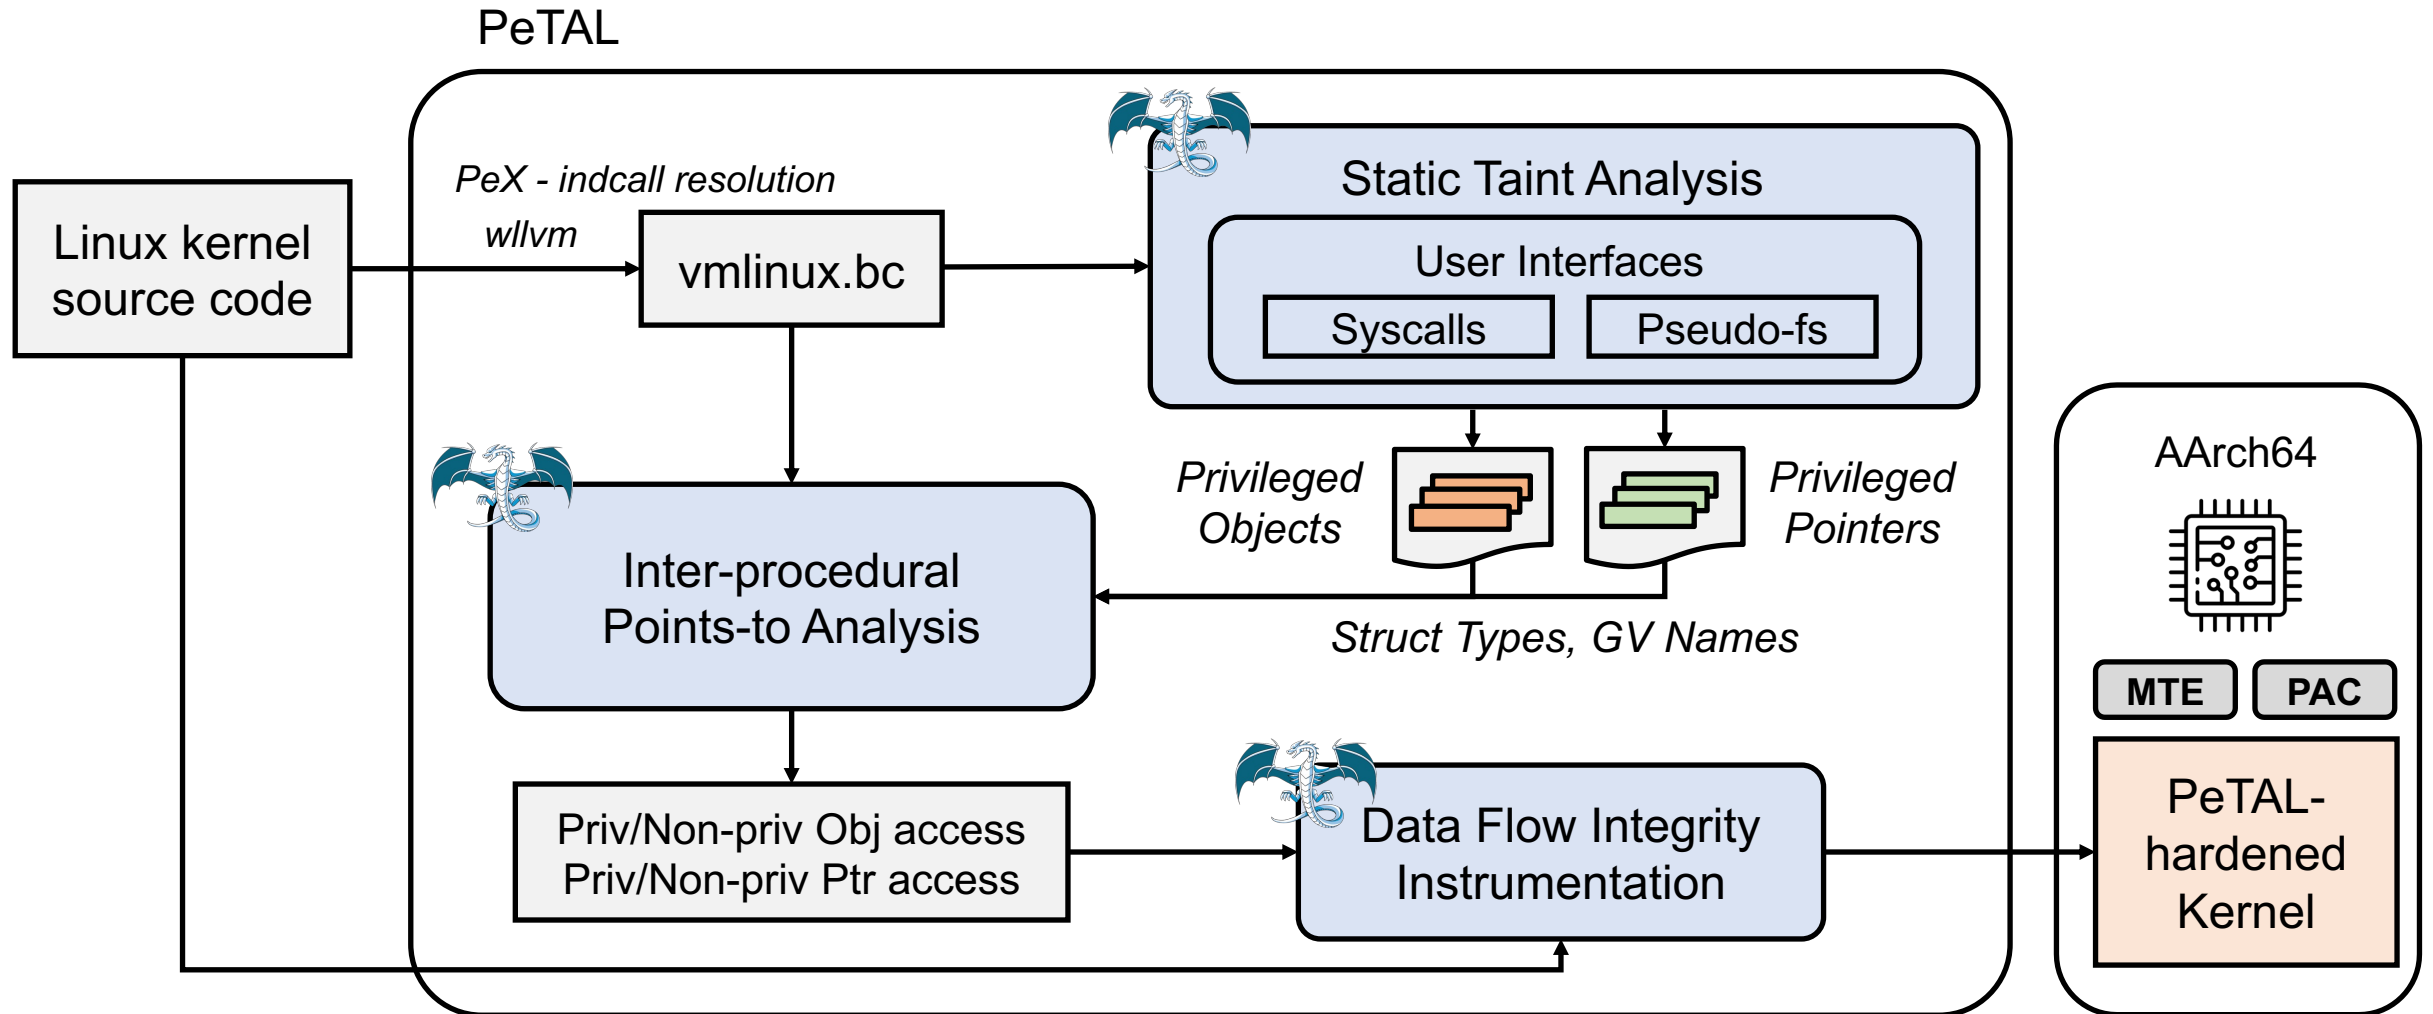 PeTAL
PeX - indcall resolution
wllvm
Linux kernel
source code
vmlinux.bc
Static Taint Analysis
User Interfaces
Syscalls
Pseudo-fs
Privileged
Objects
Privileged
Pointers
Struct Types, GV Names
Inter-procedural
Points-to Analysis
Priv/Non-priv Obj access
Priv/Non-priv Ptr access
Data Flow Integrity
Instrumentation
AArch64
MTE
PAC
PeTAL-
hardened
Kernel